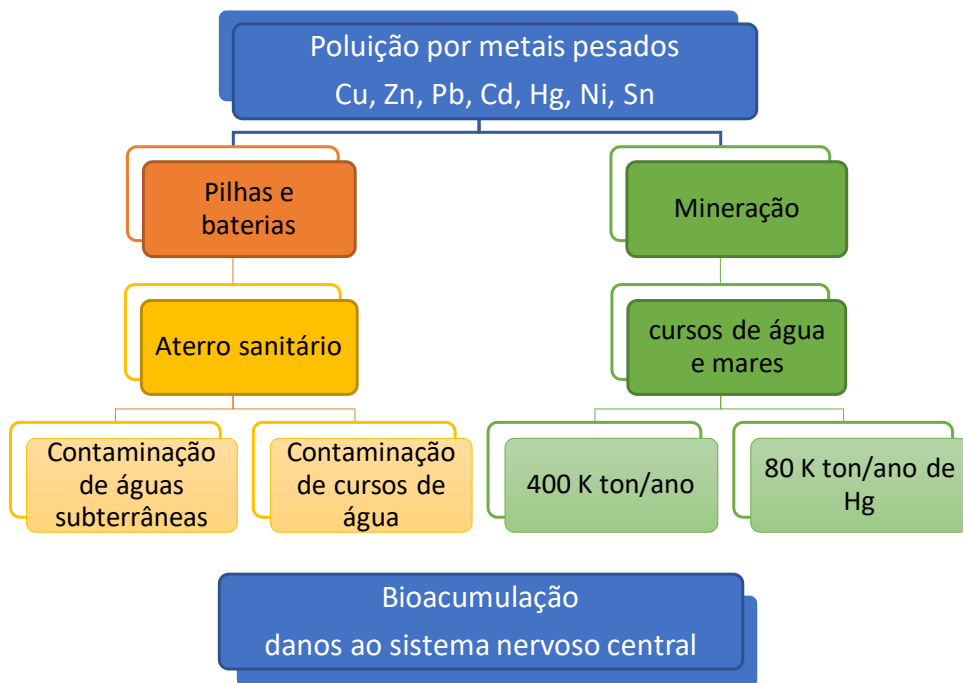 Poluição por metais pesados
Cu, Zn, Pb, Cd, Hg, Ni, Sn
Pilhas e
baterias
Mineração
Aterro sanitário
cursos de água
e mares
Contaminação
de águas
subterrâneas
Contaminação
de cursos de
água
400 K ton/ano
80 K ton/ano de
Hg
Bioacumulação
danos ao sistema nervoso central